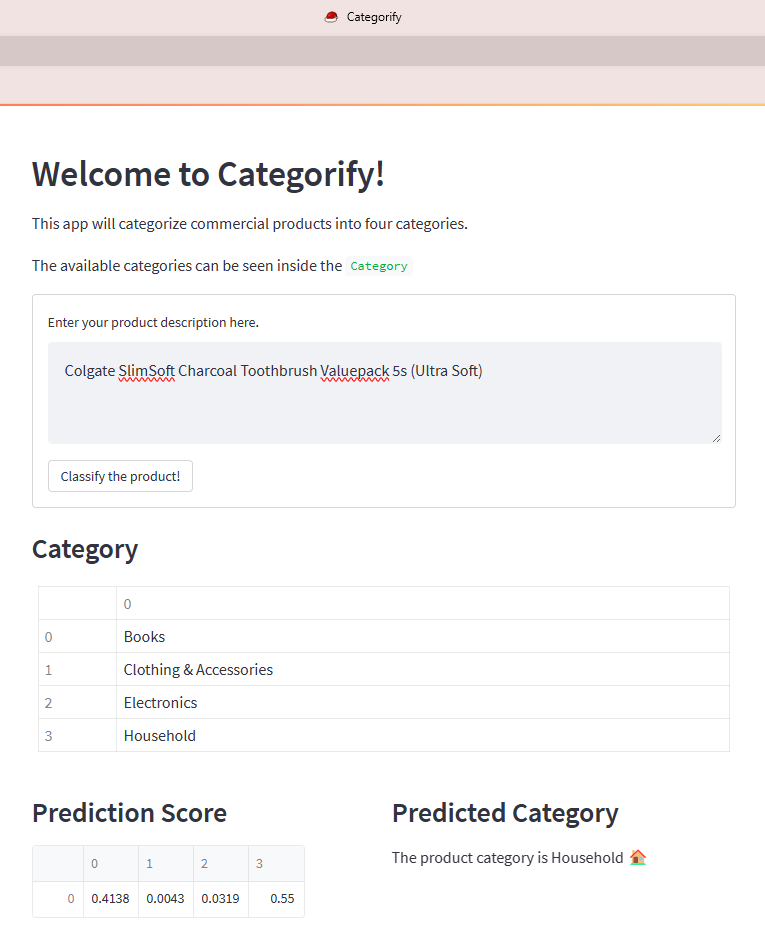 Categorify
Welcome to Categorify!
This app will categorize commercial products into four categories.
The available categories can be seen inside the Category
Enter your product description here.
Colgate SlimSoft Charcoal Toothbrush Valuepack 5s (Ultra Soft)
Classify the product!
Category
0
0 Books
1 Clothing & Accessories
2 Electronics
3 Household
Prediction Score
0 1 2 3
0 0.4138 0.0043 0.0319 0.55
Predicted Category
The product category is Household 🏠